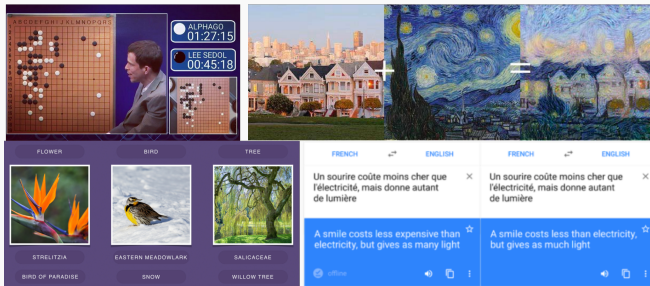 A B C D E F G H J K L M N O P Q R S
ALPHAGO
01:27:15
LEE SEDOL
00:45:18
+
=
FLOWER
BIRD
TREE
STRELITZIA
EASTERN MEADOWLARK
SALICACEAE
BIRD OF PARADISE
SNOW
WILLOW TREE
FRENCH
ENGLISH
Un sourire coûte moins cher que
l'électricité, mais donne autant
de lumière
A smile costs less expensive than
electricity, but gives as many light
offline
FRENCH
ENGLISH
Un sourire coûte moins cher que
l'électricité, mais donne autant
de lumière
A smile costs less than electricity,
but gives as much light